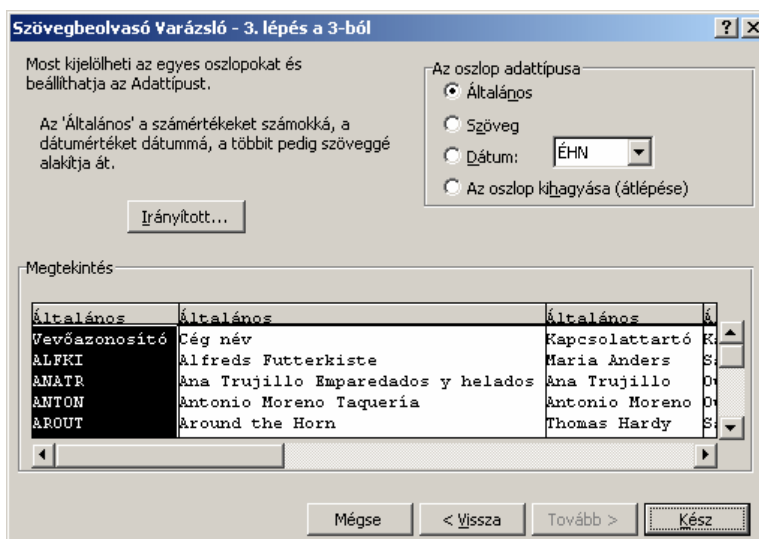 Szövegbeolvasó Varázsló - 3. lépés a 3-ból
Most kijelölheti az egyes oszlopokat és
beállíthatja az Adattípust.
Az 'Általános' a számértékeket számokká, a
dátumértéket dátummá, a többit pedig szöveggé
alakítja át.
Irányított...
Az oszlop adattípusa
Általános
Szöveg
Dátum: ÉHN
Az oszlop kihagyása (átlépése)
Megtekintés
Általános Általános Általános
Vevőazonosító Cég név Kapcsolattartó
ALFKI Alfreds Futterkiste Maria Anders
ANATR Ana Trujillo Emparedados y helados Ana Trujillo
ANTON Antonio Moreno Taquería Antonio Moreno
AROUT Around the Horn Thomas Hardy
Mégse < Vissza Tovább > Kész